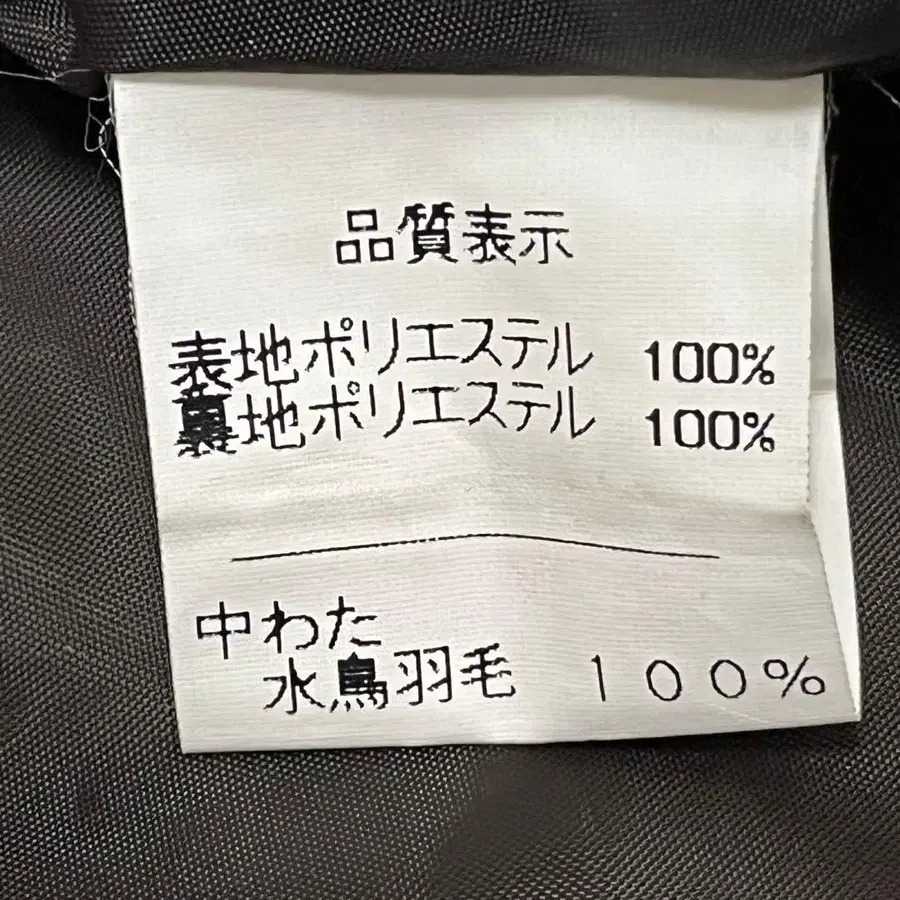 品質表示
表地ポリエステル 100%
裏地ポリエステル 100%
中わた
水鳥羽毛 100%